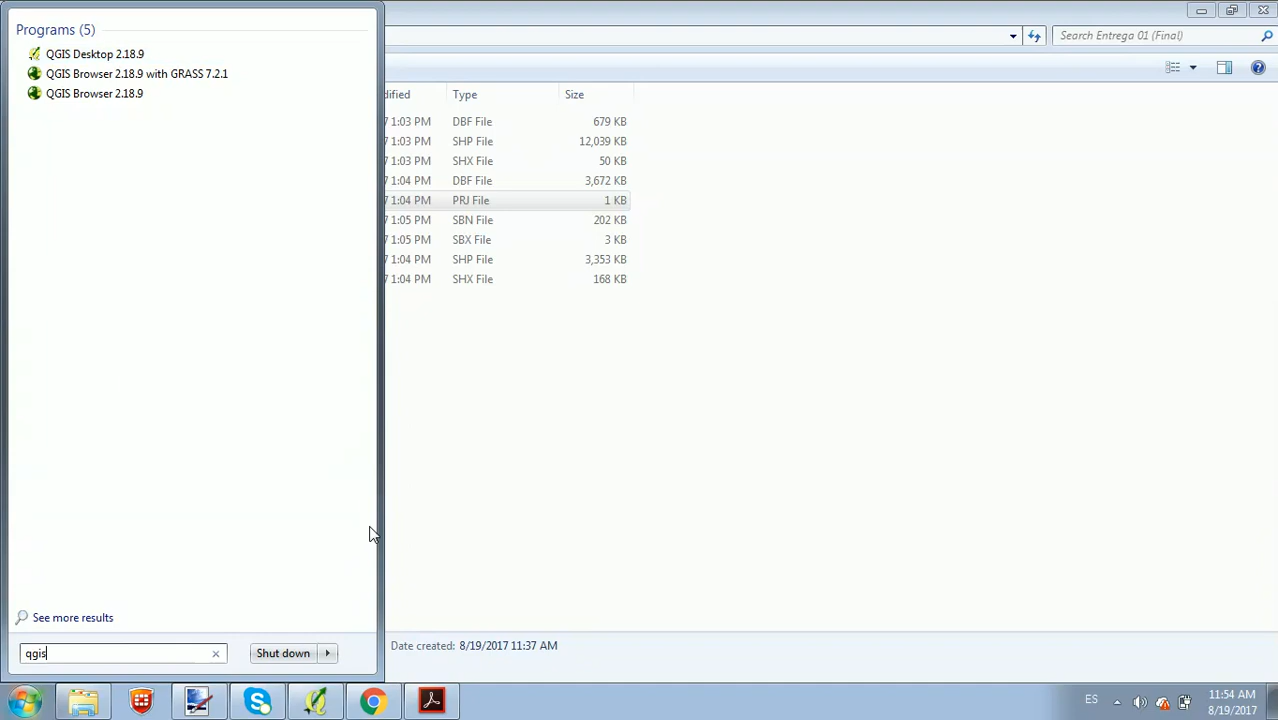 Programs (5)
QGIS Desktop 2.18.9
QGIS Browser 2.18.9 with GRASS 7.2.1
QGIS Browser 2.18.9
See more results
qgis
Shut down
Search Entrega 01 (Final)
dified Type Size
7 1:03 PM DBF File 679 KB
7 1:03 PM SHP File 12,039 KB
7 1:03 PM SHX File 50 KB
7 1:04 PM DBF File 3,672 KB
7 1:04 PM PRJ File 1 KB
7 1:05 PM SBN File 202 KB
7 1:05 PM SBX File 3 KB
7 1:04 PM SHP File 3,353 KB
7 1:04 PM SHX File 168 KB
Date created: 8/19/2017 11:37 AM
ES
11:54 AM
8/19/2017